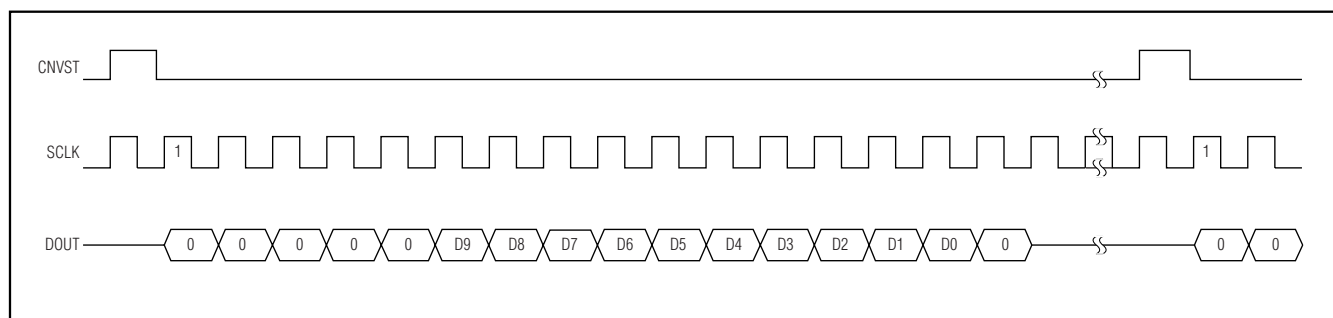 CNVST
SCLK 1 1
DOUT 0 0 0 0 0 D9 D8 D7 D6 D5 D4 D3 D2 D1 D0 0 0 0